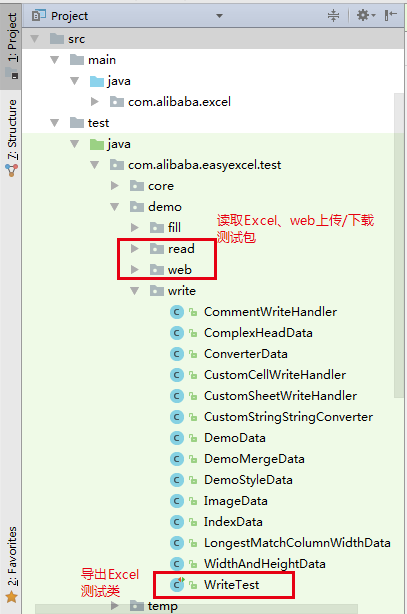 1: Project
7: Structure
2: Favorites
Project
src
main
java
com.alibaba.excel
test
java
com.alibaba.easyexcel.test
core
demo
fill
读取Excel、web上传/下载
测试包
read
web
write
CommentWriteHandler
ComplexHeadData
ConverterData
CustomCellWriteHandler
CustomSheetWriteHandler
CustomStringStringConverter
DemoData
DemoMergeData
DemoStyleData
ImageData
IndexData
LongestMatchColumnWidthData
WidthAndHeightData
导出Excel
测试类
WriteTest
temp